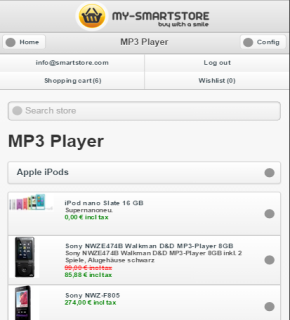 MY-SMARTSTORE
buy with a smile
Home
MP3 Player
Config
info@smartstore.com
Log out
Shopping cart (6)
Wishlist (0)
Search store
MP3 Player
Apple iPods
iPod nano Slate 16 GB
Supernanoneu.
0,00 € incl tax
Sony NWZE474B Walkman D&D MP3-Player 8GB
Sony NWZE474B Walkman D&D MP3-Player 8GB inkl. 2
Spiele, Alugehäuse schwarz
89,00 € incl tax
85,68 € incl tax
Sony NWZ-F805
274,00 € incl tax